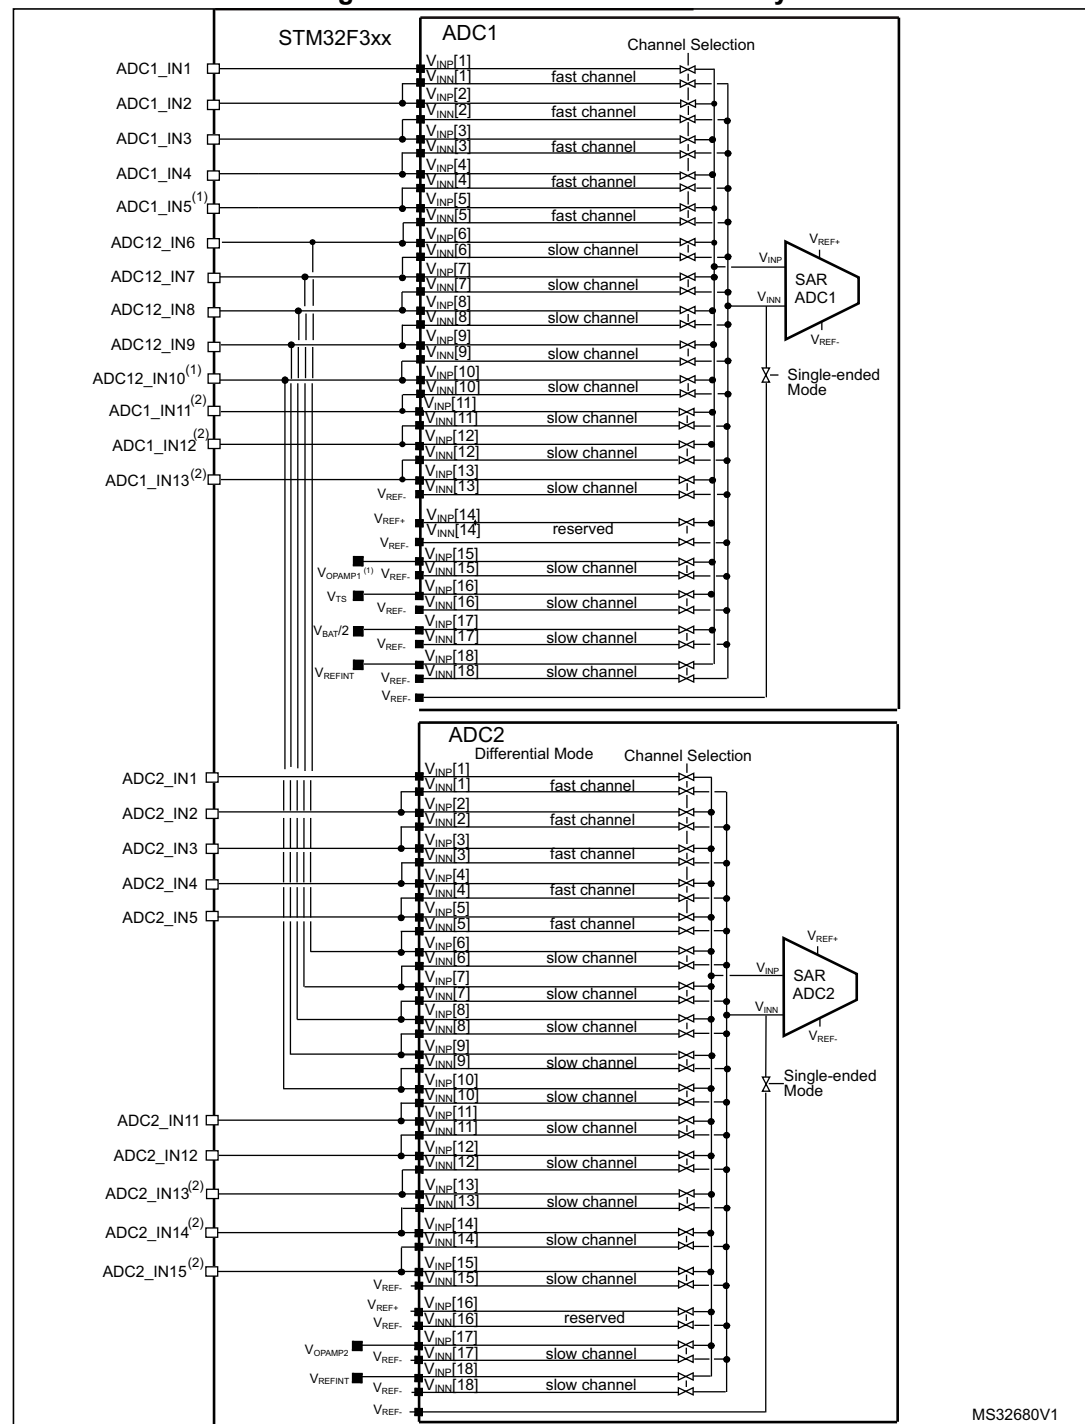 STM32F3xx
ADC1
Channel Selection
ADC1_IN1
V_INP[1]
V_INN[1]
fast channel
ADC1_IN2
V_INP[2]
V_INN[2]
fast channel
ADC1_IN3
V_INP[3]
V_INN[3]
fast channel
ADC1_IN4
V_INP[4]
V_INN[4]
fast channel
ADC1_IN5(1)
V_INP[5]
V_INN[5]
fast channel
ADC12_IN6
V_INP[6]
V_INN[6]
slow channel
ADC12_IN7
V_INP[7]
V_INN[7]
slow channel
ADC12_IN8
V_INP[8]
V_INN[8]
slow channel
ADC12_IN9
V_INP[9]
V_INN[9]
slow channel
ADC12_IN10(1)
V_INP[10]
V_INN[10]
slow channel
ADC1_IN11(2)
V_INP[11]
V_INN[11]
slow channel
ADC1_IN12(2)
V_INP[12]
V_INN[12]
slow channel
ADC1_IN13(2)
V_INP[13]
V_REF-
V_INN[13]
slow channel
V_REF+
V_INP[14]
V_INN[14]
reserved
V_REF-
V_OPAMP1(1)
V_INP[15]
V_REF-
V_INN[15]
slow channel
V_TS
V_INP[16]
V_REF-
V_INN[16]
slow channel
V_BAT/2
V_INP[17]
V_REF-
V_INN[17]
slow channel
V_REFINT
V_INP[18]
V_REF-
V_INN[18]
slow channel
V_REF-
V_REF+
V_INP
SAR
ADC1
V_INN
V_REF-
Single-ended
Mode
ADC2
Differential Mode
Channel Selection
ADC2_IN1
V_INP[1]
V_INN[1]
fast channel
ADC2_IN2
V_INP[2]
V_INN[2]
fast channel
ADC2_IN3
V_INP[3]
V_INN[3]
fast channel
ADC2_IN4
V_INP[4]
V_INN[4]
fast channel
ADC2_IN5
V_INP[5]
V_INN[5]
fast channel
V_INP[6]
V_INN[6]
slow channel
V_INP[7]
V_INN[7]
slow channel
V_INP[8]
V_INN[8]
slow channel
V_INP[9]
V_INN[9]
slow channel
V_INP[10]
V_INN[10]
slow channel
ADC2_IN11
V_INP[11]
V_INN[11]
slow channel
ADC2_IN12
V_INP[12]
V_INN[12]
slow channel
ADC2_IN13(2)
V_INP[13]
V_INN[13]
slow channel
ADC2_IN14(2)
V_INP[14]
V_INN[14]
slow channel
ADC2_IN15(2)
V_INP[15]
V_REF-
V_INN[15]
slow channel
V_REF+
V_INP[16]
V_REF-
V_INN[16]
reserved
V_OPAMP2
V_INP[17]
V_REF-
V_INN[17]
slow channel
V_REFINT
V_INP[18]
V_REF-
V_INN[18]
slow channel
V_REF-
V_REF+
V_INP
SAR
ADC2
V_INN
V_REF-
Single-ended
Mode
MS32680V1